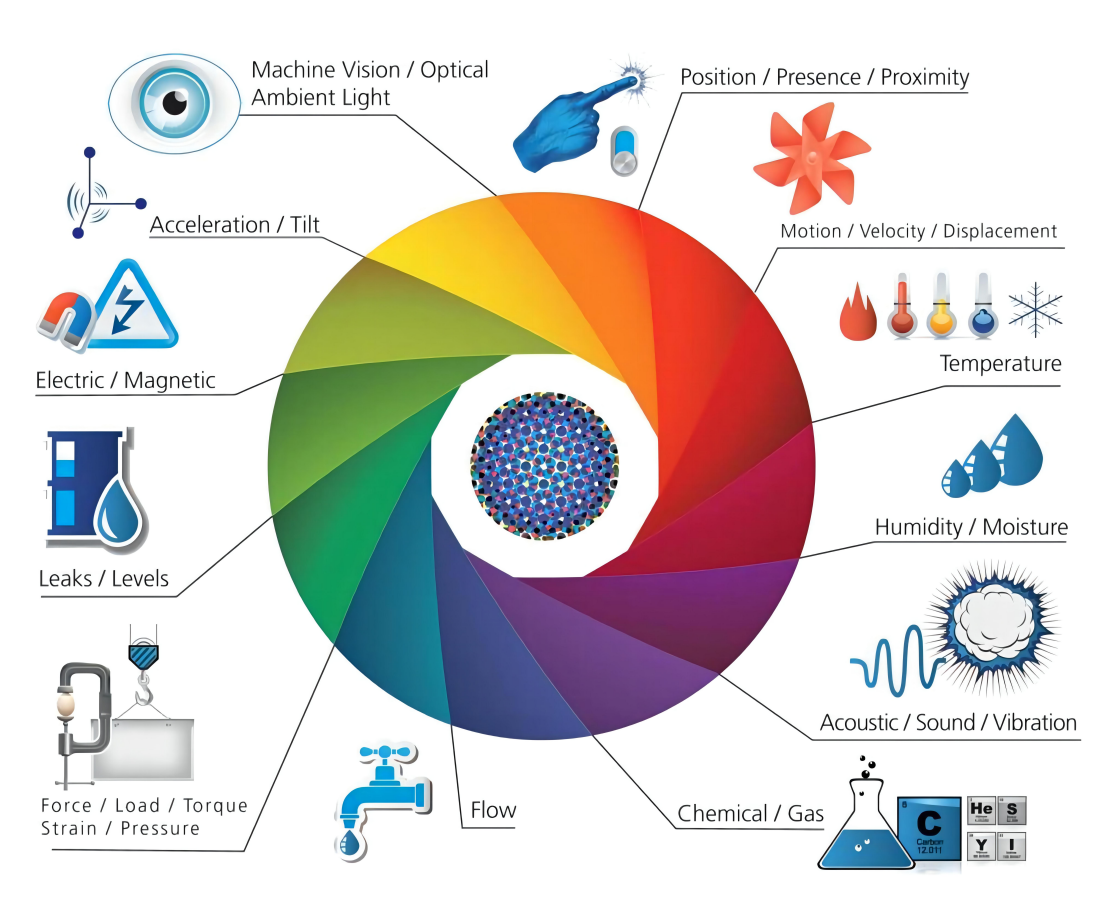 Machine Vision / Optical
Ambient Light
Position / Presence / Proximity
Acceleration / Tilt
Motion / Velocity / Displacement
Temperature
Electric / Magnetic
Humidity / Moisture
Leaks / Levels
Acoustic / Sound / Vibration
Force / Load / Torque
Strain / Pressure
Flow
Chemical / Gas
6
C
Carbon
12.011
He
S
Y
I